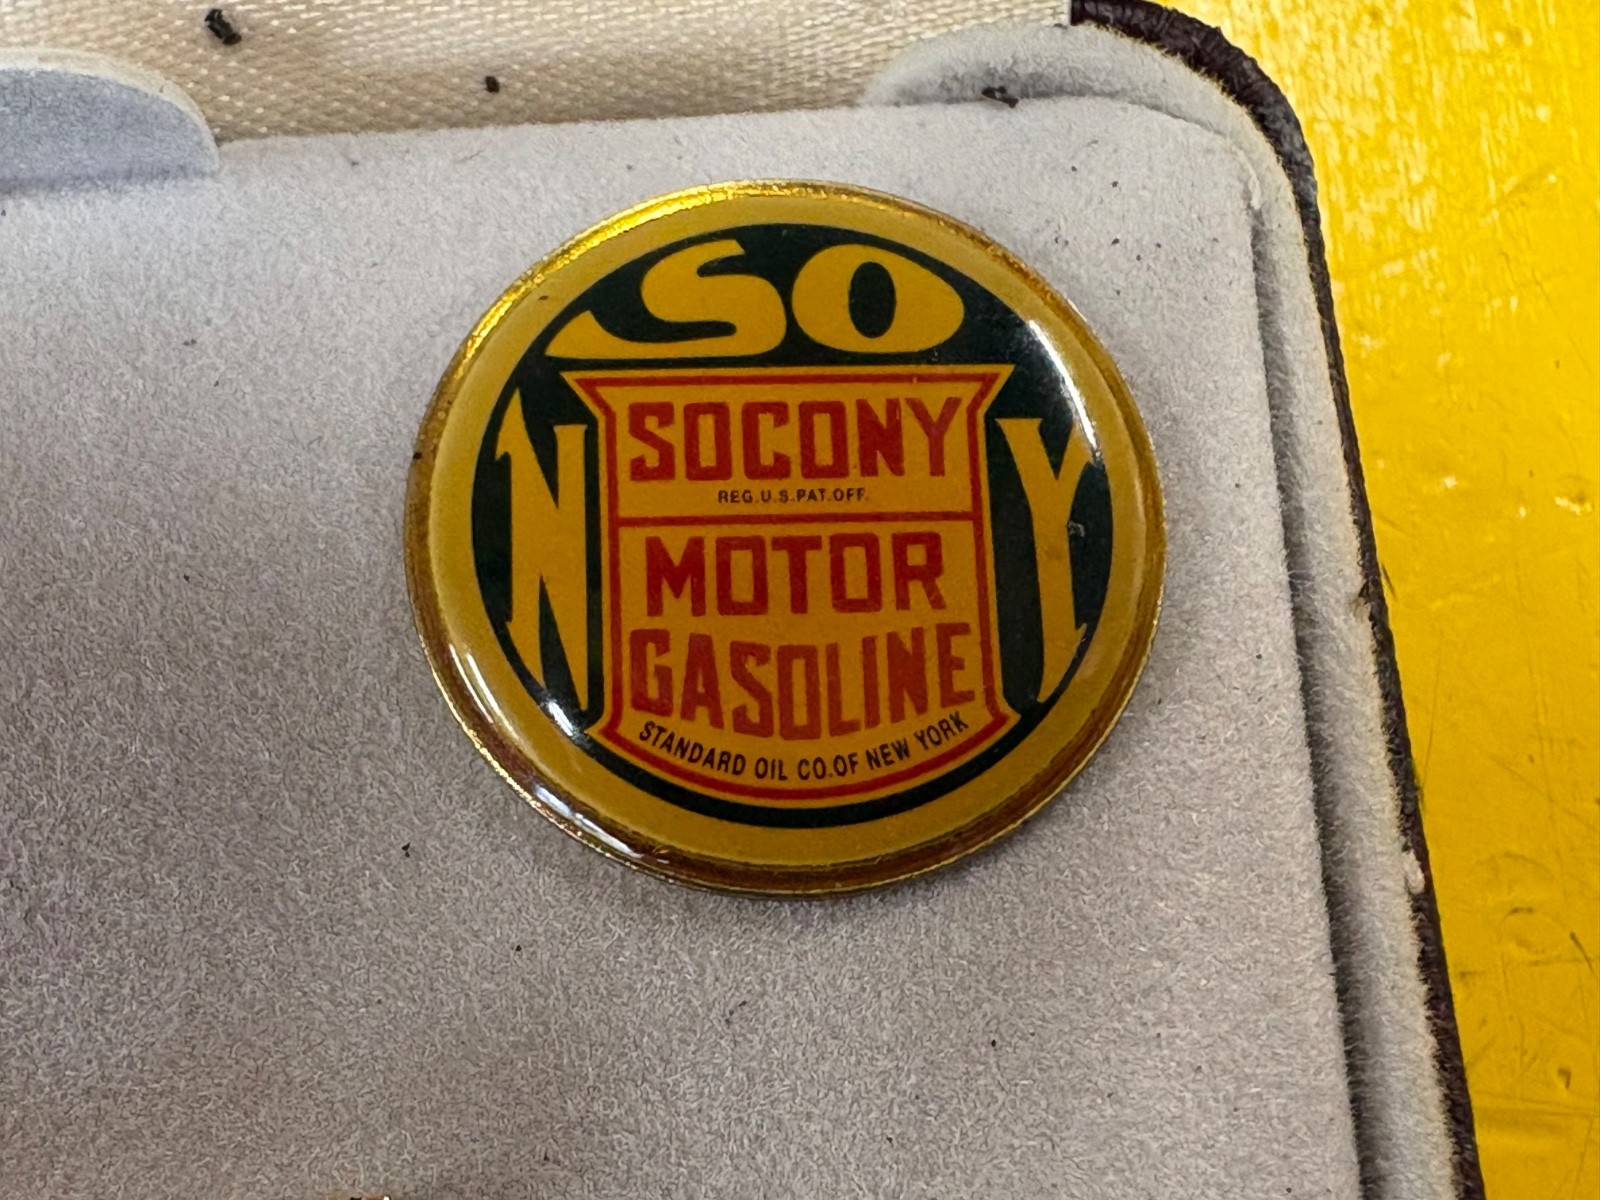 SO
N Y
SOCONY
REG.U.S.PAT.OFF.
MOTOR
GASOLINE
STANDARD OIL CO.OF NEW YORK